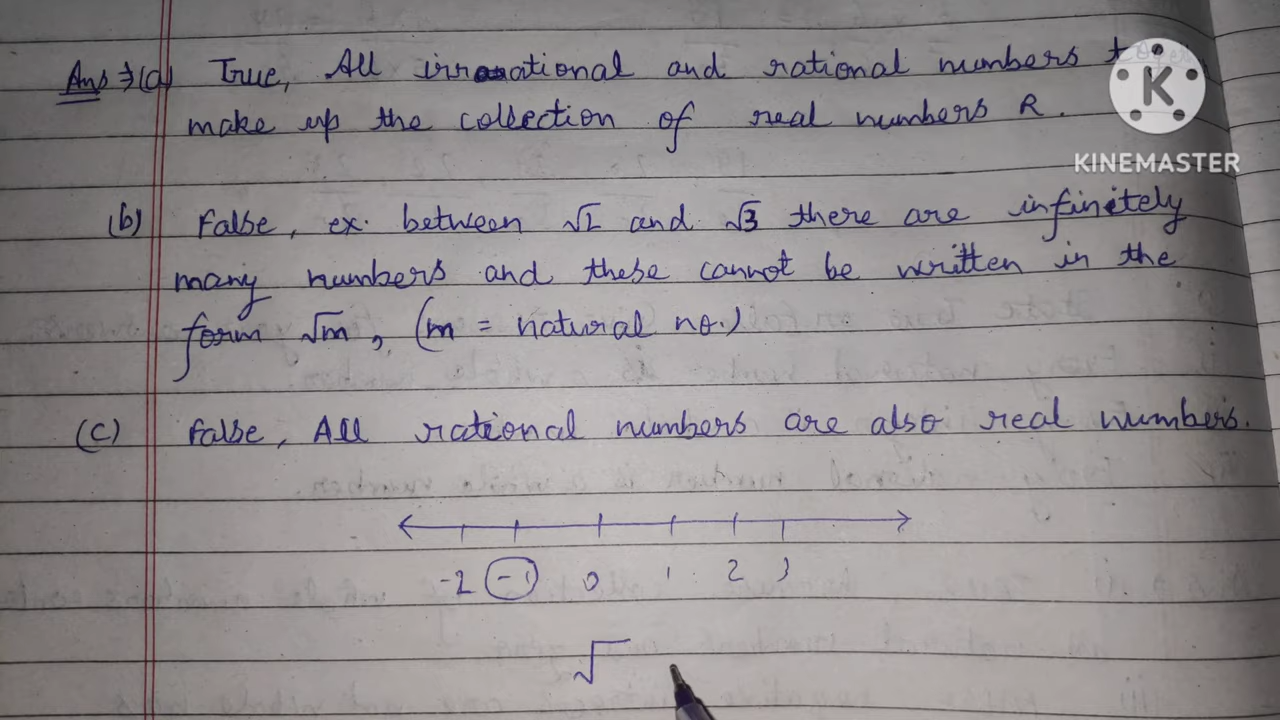 Ans → (a) True, All irrational and rational numbers
make up the collection of real numbers R.
K
KINEMASTER
(b) False, ex. between √2 and √3 there are infinitely
many numbers and these cannot be written in the
form √m, (m = natural no.)
(c) False, All rational numbers are also real numbers.
-2 -1 0 1 2 3
√